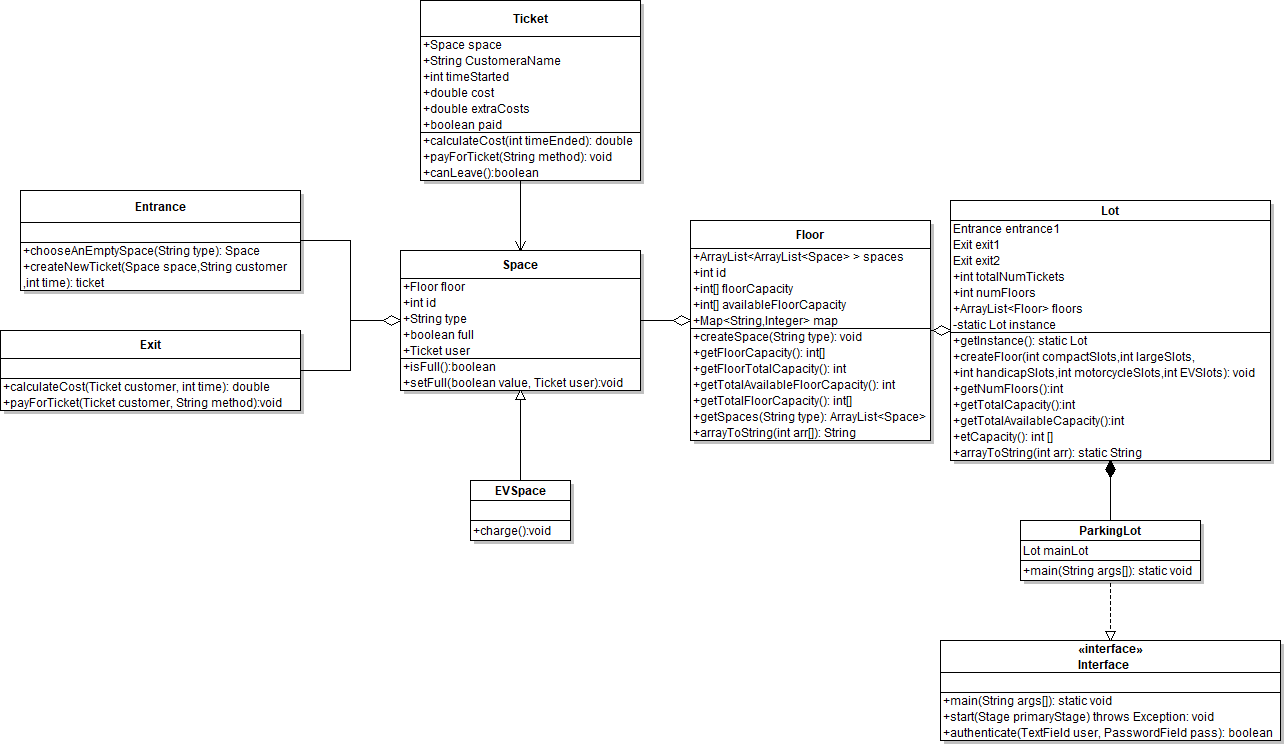 Ticket
+Space space
+String CustomeraName
+int timeStarted
+double cost
+double extraCosts
+boolean paid
+calculateCost(int timeEnded): double
+payForTicket(String method): void
+canLeave():boolean
Entrance
+chooseAnEmptySpace(String type): Space
+createNewTicket(Space space,String customer
,int time): ticket
Exit
+calculateCost(Ticket customer, int time): double
+payForTicket(Ticket customer, String method):void
Space
+Floor floor
+int id
+String type
+boolean full
+Ticket user
+isFull():boolean
+setFull(boolean value, Ticket user):void
EVSpace
+charge():void
Floor
+ArrayList<ArrayList<Space> > spaces
+int id
+int[] floorCapacity
+int[] availableFloorCapacity
+Map<String,Integer> map
+createSpace(String type): void
+getFloorCapacity(): int[]
+getFloorTotalCapacity(): int
+getTotalAvailableFloorCapacity(): int
+getTotalFloorCapacity(): int[]
+getSpaces(String type): ArrayList<Space>
+arrayToString(int arr[]): String
Lot
Entrance entrance1
Exit exit1
Exit exit2
+int totalNumTickets
+int numFloors
+ArrayList<Floor> floors
-static Lot instance
+getInstance(): static Lot
+createFloor(int compactSlots,int largeSlots,
+int handicapSlots,int motorcycleSlots,int EVSlots): void
+getNumFloors():int
+getTotalCapacity():int
+getTotalAvailableCapacity():int
+etCapacity(): int []
+arrayToString(int arr): static String
ParkingLot
Lot mainLot
+main(String args[]): static void
«interface»
Interface
+main(String args[]): static void
+start(Stage primaryStage) throws Exception: void
+authenticate(TextField user, PasswordField pass): boolean